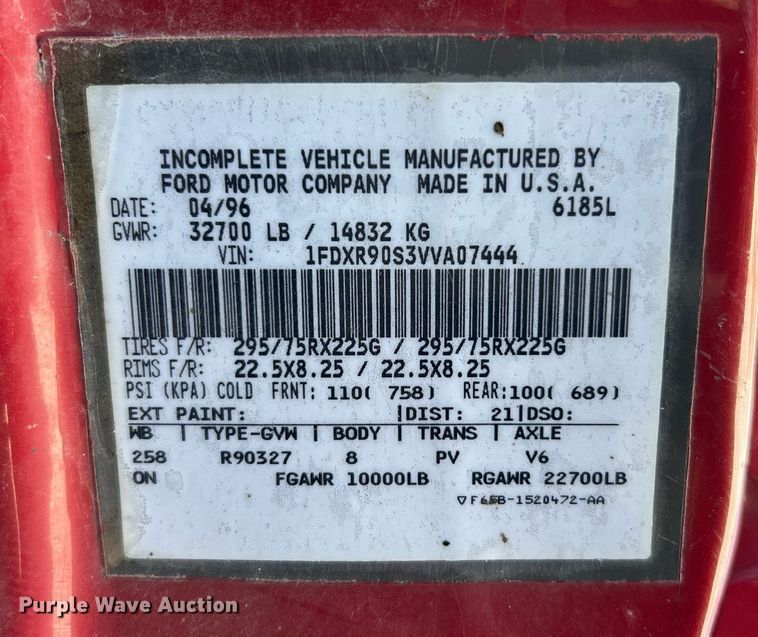 INCOMPLETE VEHICLE MANUFACTURED BY
FORD MOTOR COMPANY MADE IN U.S.A.
DATE: 04/96 6185L
GVWR: 32700 LB / 14832 KG
VIN: 1FDXR90S3VVA07444
TIRES F/R: 295/75RX225G / 295/75RX225G
RIMS F/R: 22.5X8.25 / 22.5X8.25
PSI (KPA) COLD FRNT: 110( 758) REAR:100( 689)
EXT PAINT: |DIST: 21|DSO:
WB | TYPE-GVW | BODY | TRANS | AXLE
258 R90327 8 PV V6
ON FGAWR 10000LB RGAWR 22700LB
▽F65B-1520472-AA
Purple Wave Auction